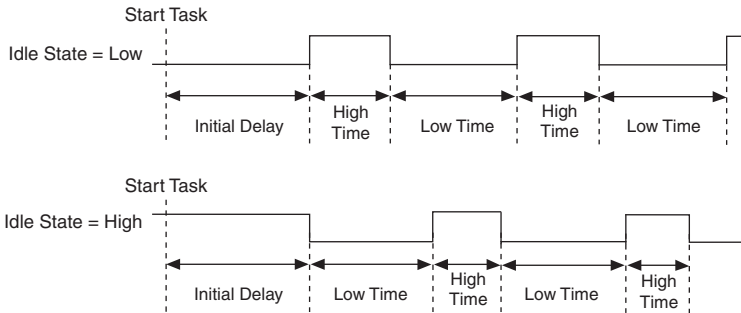 Start Task
Idle State = Low
Initial Delay
High
Time
Low Time
High
Time
Low Time
Start Task
Idle State = High
Initial Delay
Low Time
High
Time
Low Time
High
Time